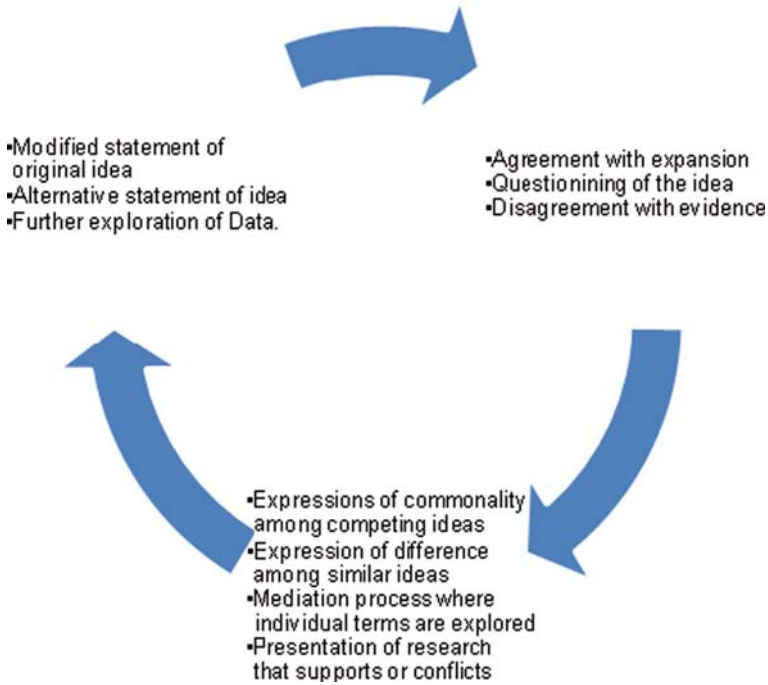 ▪Modified statement of
original idea
▪Alternative statement of idea
▪Further exploration of Data.
▪Agreement with expansion
▪Questionining of the idea
▪Disagreement with evidence
▪Expressions of commonality
among competing ideas
▪Expression of difference
among similar ideas
▪Mediation process where
individual terms are explored
▪Presentation of research
that supports or conflicts